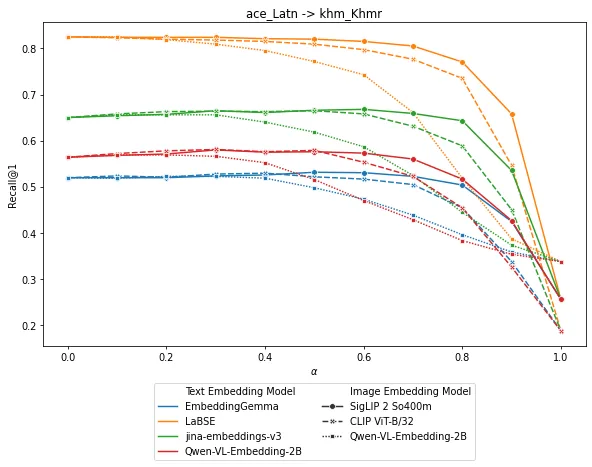 ace_Latn -> khm_Khmr
Recall@1
0.8
0.7
0.6
0.5
0.4
0.3
0.2
0.0 0.2 0.4 0.6 0.8 1.0
α
Text Embedding Model Image Embedding Model
EmbeddingGemma SigLIP 2 So400m
LaBSE CLIP ViT-B/32
jina-embeddings-v3 Qwen-VL-Embedding-2B
Qwen-VL-Embedding-2B